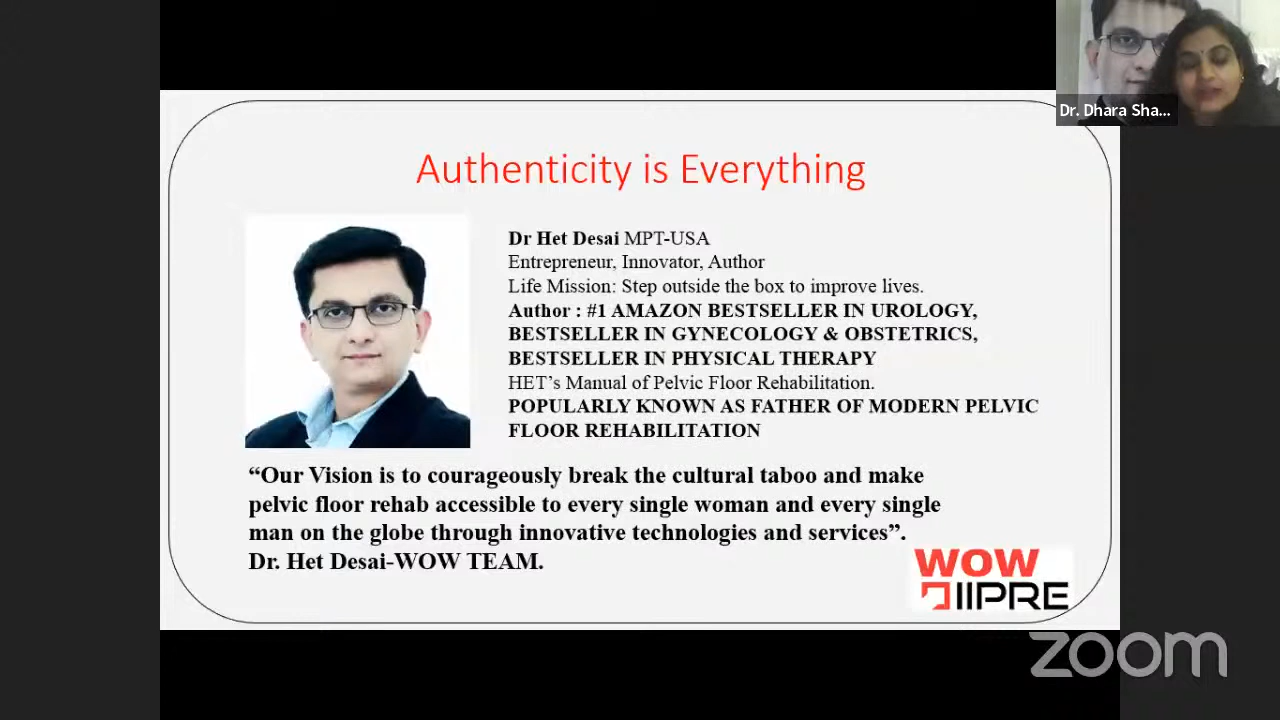 Dr. Dhara Sha...
Authenticity is Everything
Dr Het Desai MPT-USA
Entrepreneur, Innovator, Author
Life Mission: Step outside the box to improve lives.
Author : #1 AMAZON BESTSELLER IN UROLOGY,
BESTSELLER IN GYNECOLOGY & OBSTETRICS,
BESTSELLER IN PHYSICAL THERAPY
HET’s Manual of Pelvic Floor Rehabilitation.
POPULARLY KNOWN AS FATHER OF MODERN PELVIC
FLOOR REHABILITATION
“Our Vision is to courageously break the cultural taboo and make
pelvic floor rehab accessible to every single woman and every single
man on the globe through innovative technologies and services”.
Dr. Het Desai-WOW TEAM.
WOW
IIPRE
zoom